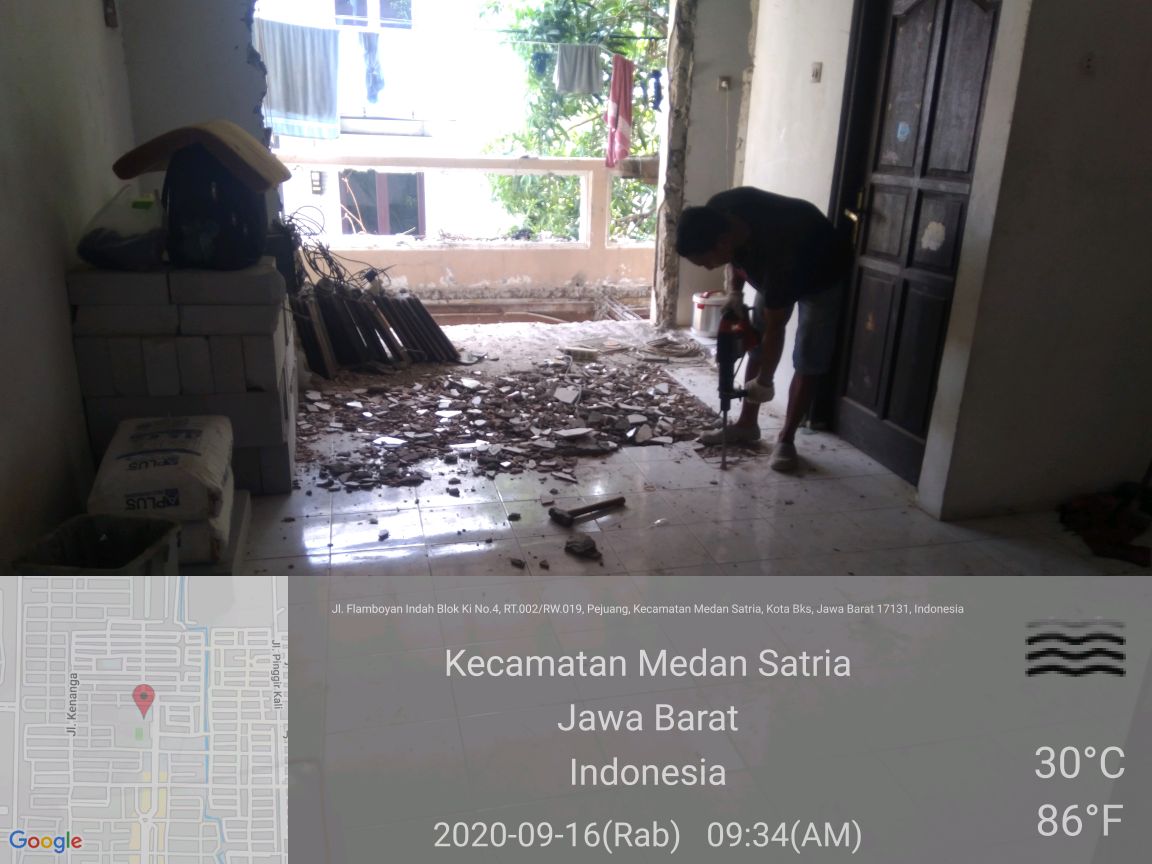 APLUS
APLUS
Jl. Flamboyan Indah Blok Ki No.4, RT.002/RW.019, Pejuang, Kecamatan Medan Satria, Kota Bks, Jawa Barat 17131, Indonesia
Kecamatan Medan Satria
Jawa Barat
Indonesia
2020-09-16(Rab) 09:34(AM)
30°C
86°F
Jl. Kenanga
Jl. Pinggir Kali
Google